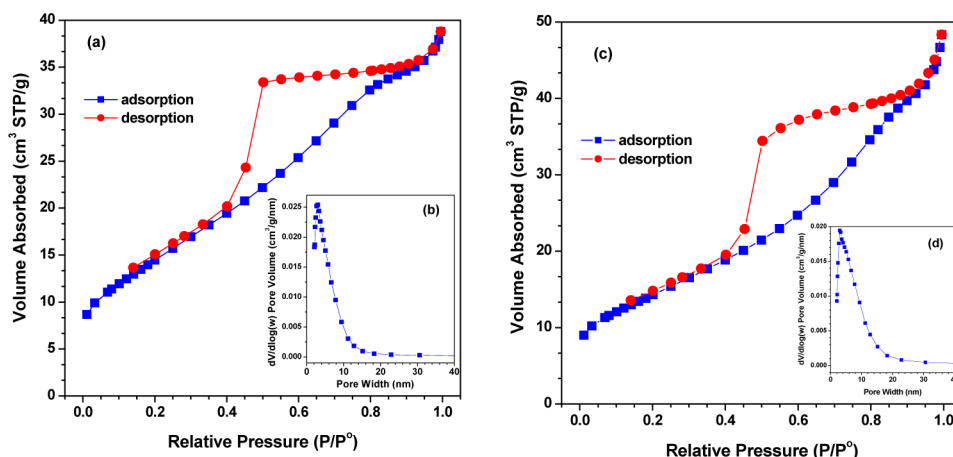 (a)
adsorption
desorption
Volume Absorbed (cm³ STP/g)
40
35
30
25
20
15
10
5
0
0.0 0.2 0.4 0.6 0.8 1.0
Relative Pressure (P/Pº)
(b)
dV/dlog(w) Pore Volume (cm³/g/nm)
0.025
0.020
0.015
0.010
0.005
0.000
0 10 20 30 40
Pore Width (nm)
(c)
adsorption
desorption
Volume Absorbed (cm³ STP/g)
50
40
30
20
10
0
0.0 0.2 0.4 0.6 0.8 1.0
Relative Pressure (P/Pº)
(d)
dV/dlog(w) Pore Volume (cm³/g/nm)
0.020
0.015
0.010
0.005
0.000
0 10 20 30 40
Pore Width (nm)